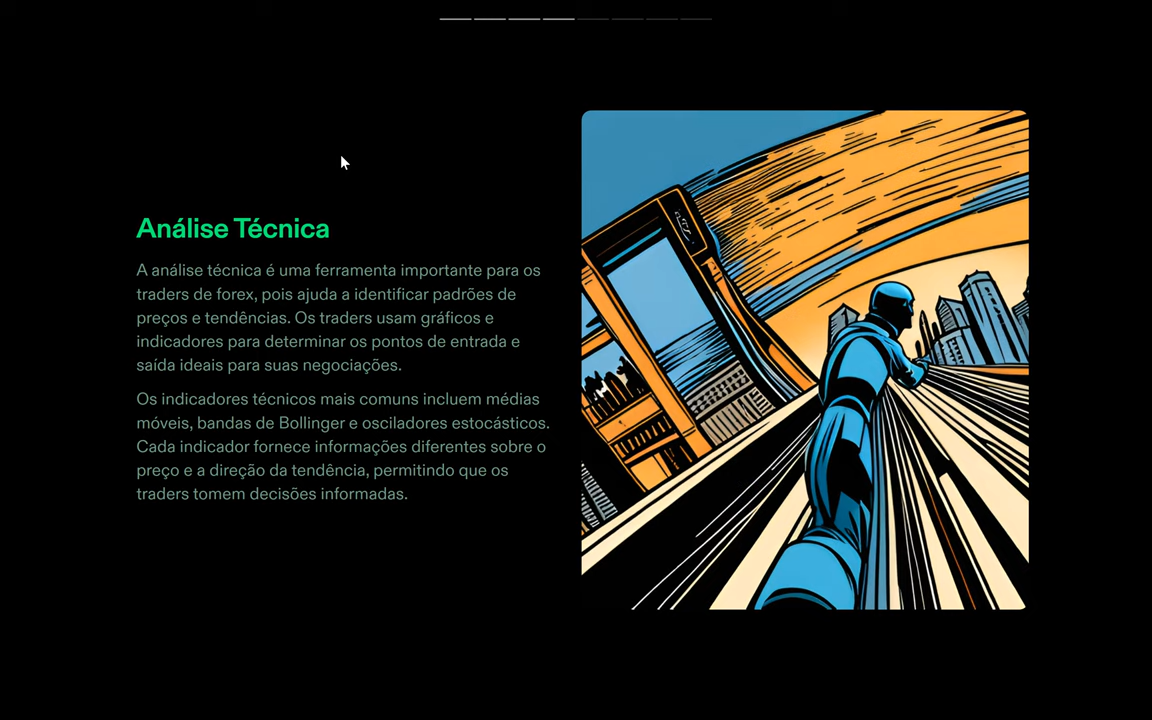 Análise Técnica
A análise técnica é uma ferramenta importante para os
traders de forex, pois ajuda a identificar padrões de
preços e tendências. Os traders usam gráficos e
indicadores para determinar os pontos de entrada e
saída ideais para suas negociações.
Os indicadores técnicos mais comuns incluem médias
móveis, bandas de Bollinger e osciladores estocásticos.
Cada indicador fornece informações diferentes sobre o
preço e a direção da tendência, permitindo que os
traders tomem decisões informadas.